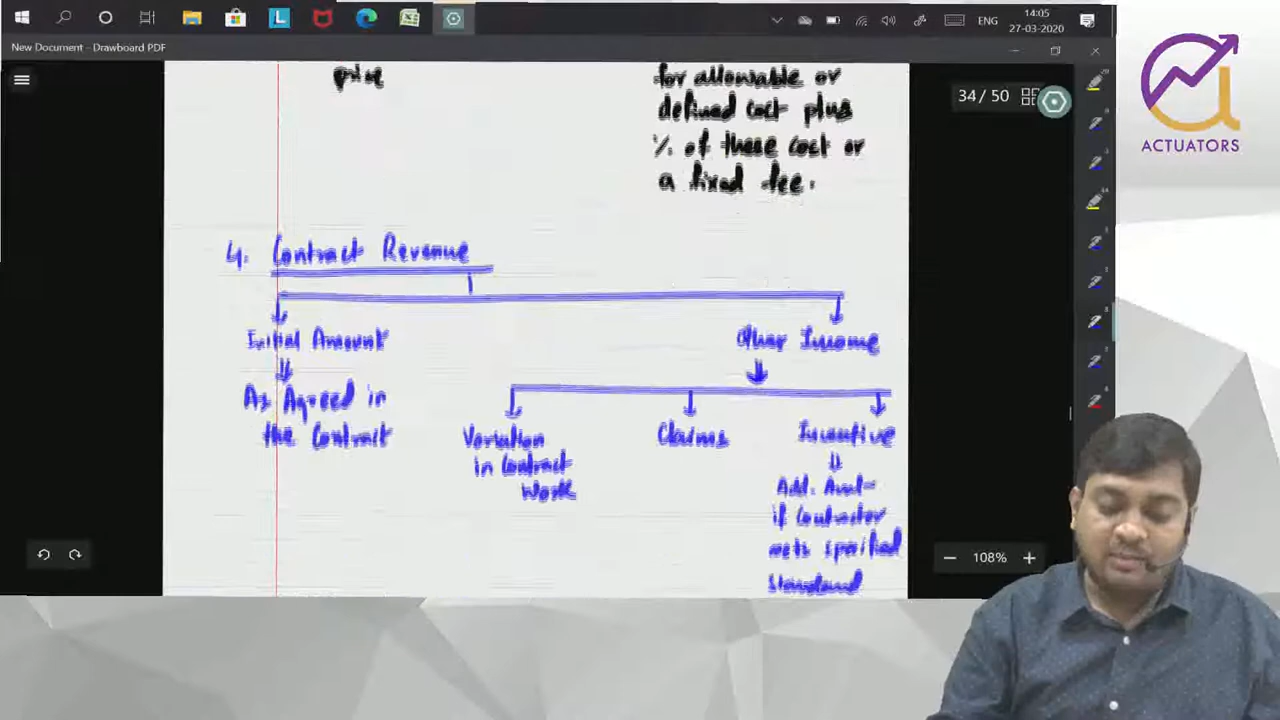 ENG
14:05
27-03-2020
New Document - Drawboard PDF
34 / 50
ACTUATORS
price
for allowable or
defined cost plus
% of these cost or
a fixed fee.
4. Contract Revenue
Initial Amount
Other Income
As Agreed in
the Contract
Variation
in Contract
Work
Claims
Incentive
Add. Amt
if Contractor
meets specified
standard
108%